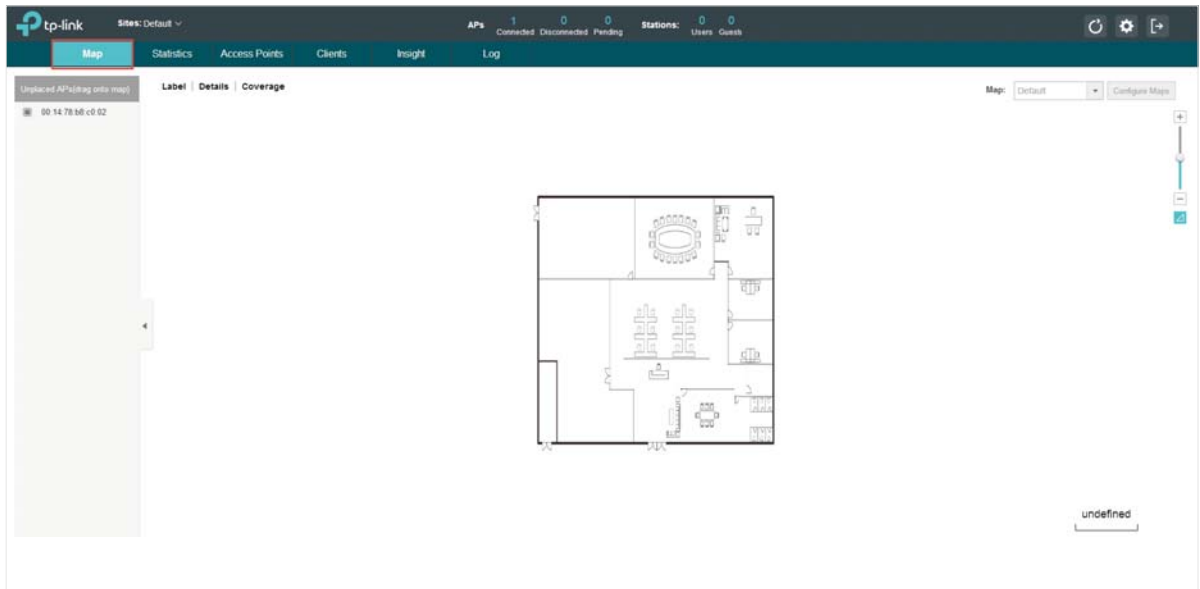 tp-link Sites: Default APs 1 0 0 Stations: 0 0
Connected Disconnected Pending Users Guests
Map Statistics Access Points Clients Insight Log
Unplaced APs(drag onto map) Label Details Coverage Map: Default Configure Maps
00:14:78:b8:c0:02
undefined